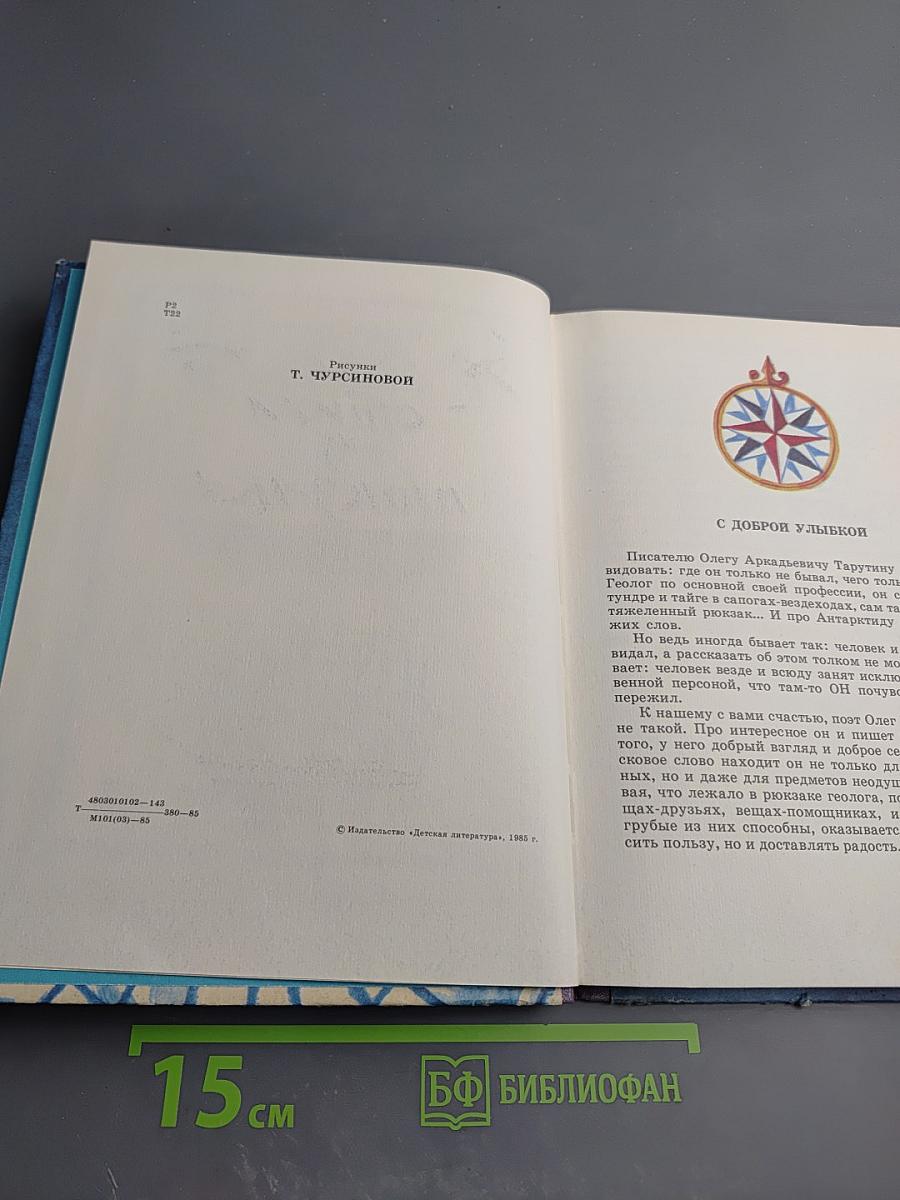 Р2
Т22
Рисунки
Т. ЧУРСИНОВОЙ
4803010102—143
Т 380—85
М101(03)—85
© Издательство «Детская литература», 1985 г.
С ДОБРОЙ УЛЫБКОЙ
Писателю Олегу Аркадьевичу Тарутину
видовать: где он только не бывал, чего толь
Геолог по основной своей профессии, он с
тундре и тайге в сапогах-вездеходах, сам та
тяжеленный рюкзак... И про Антарктиду
жих слов.
Но ведь иногда бывает так: человек и
видал, а рассказать об этом толком не мо
вает: человек везде и всюду занят исклю
венной персоной, что там-то ОН почувс
пережил.
К нашему с вами счастью, поэт Олег
не такой. Про интересное он и пишет
того, у него добрый взгляд и доброе се
сковое слово находит он не только дл
ных, но и даже для предметов неодуш
вая, что лежало в рюкзаке геолога, по
щах-друзьях, вещах-помощниках, и
грубые из них способны, оказывается
сить пользу, но и доставлять радость.
15 см
БФ БИБЛИОФАН